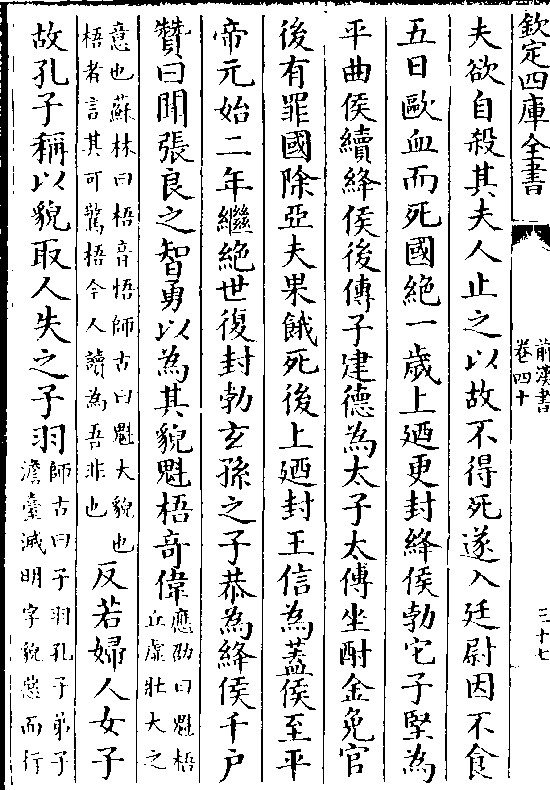 欽定四庫全書
前漢書
卷四十
三十七
夫欲自殺其夫人止之以故不得死遂入廷尉因不食
五日歐血而死國絕一歲上廼更封絳侯勃它子堅為
平曲侯續絳侯後傳子建德為太子太傅坐酎金免官
後有罪國除亞夫果餓死後上廼封王信為蓋侯至平
帝元始二年繼絕世復封勃玄孫之子恭為絳侯千户
贊曰聞張良之智勇以為其貌魁梧竒偉應劭曰魁梧丘虛壯大之
意也蘇林曰梧音悟師古曰魁大貌也梧者言其可驚梧今人讀為吾非也反若婦人女子
故孔子稱以貌取人失之子羽師古曰子羽孔子弟子澹臺滅明字貌惡而行